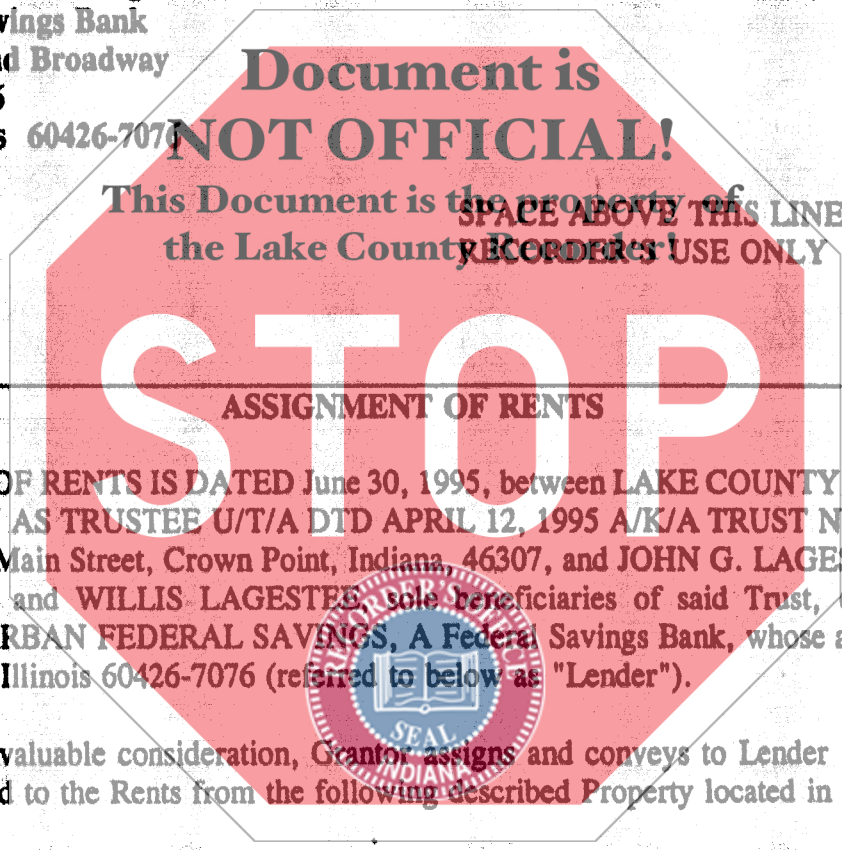 vings Bank
d Broadway
s 60426-7076
Document is
NOT OFFICIAL!
This Document is the property of
the Lake County Recorder!
SPACE ABOVE THIS LINE
RECORDER'S USE ONLY
STOP
ASSIGNMENT OF RENTS
OF RENTS IS DATED June 30, 1995, between LAKE COUNTY
AS TRUSTEE U/T/A DTD APRIL 12, 1995 A/K/A TRUST N
Main Street, Crown Point, Indiana, 46307, and JOHN G. LAGES
and WILLIS LAGESTEE, sole beneficiaries of said Trust,
RBAN FEDERAL SAVINGS, A Federal Savings Bank, whose a
Illinois 60426-7076 (referred to below as "Lender").
RECORDER'S OFFICE
SEAL
INDIANA
valuable consideration, Grantor assigns and conveys to Lender
d to the Rents from the following described Property located in